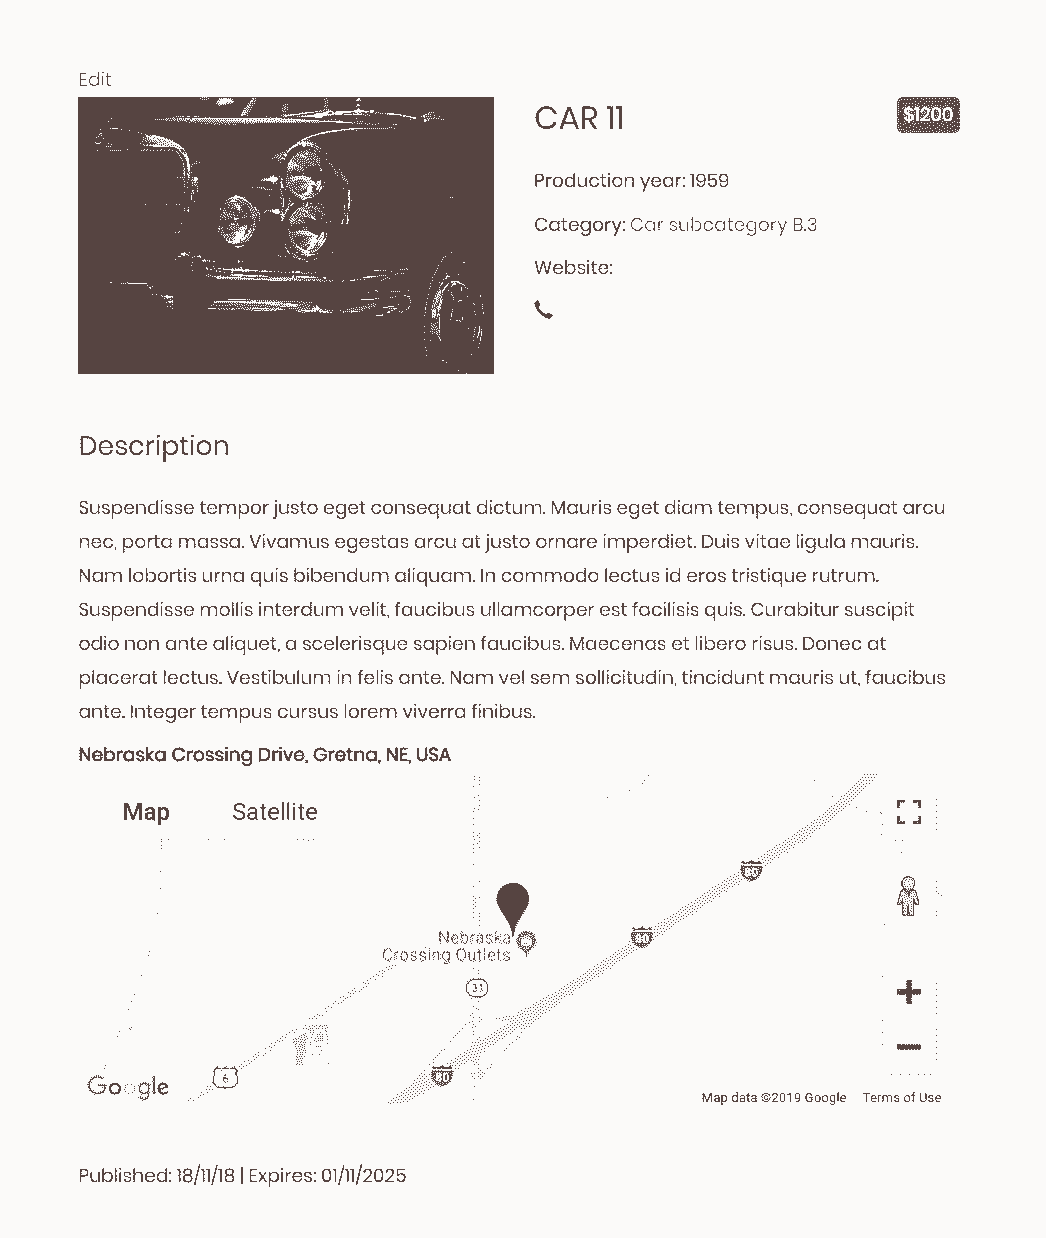 Edit
CAR 11
$1200
Production year: 1959
Category: Car subcategory B.3
Website:
Description
Suspendisse tempor justo eget consequat dictum. Mauris eget diam tempus, consequat arcu
nec, porta massa. Vivamus egestas arcu at justo ornare imperdiet. Duis vitae ligula mauris.
Nam lobortis urna quis bibendum aliquam. In commodo lectus id eros tristique rutrum.
Suspendisse mollis interdum velit, faucibus ullamcorper est facilisis quis. Curabitur suscipit
odio non ante aliquet, a scelerisque sapien faucibus. Maecenas et libero risus. Donec at
placerat lectus. Vestibulum in felis ante. Nam vel sem sollicitudin, tincidunt mauris ut, faucibus
ante. Integer tempus cursus lorem viverra finibus.
Nebraska Crossing Drive, Gretna, NE, USA
Map Satellite
80
Nebraska
Crossing Outlets
80
31
6
80
Google
Map data ©2019 Google Terms of Use
Published: 18/11/18 | Expires: 01/11/2025